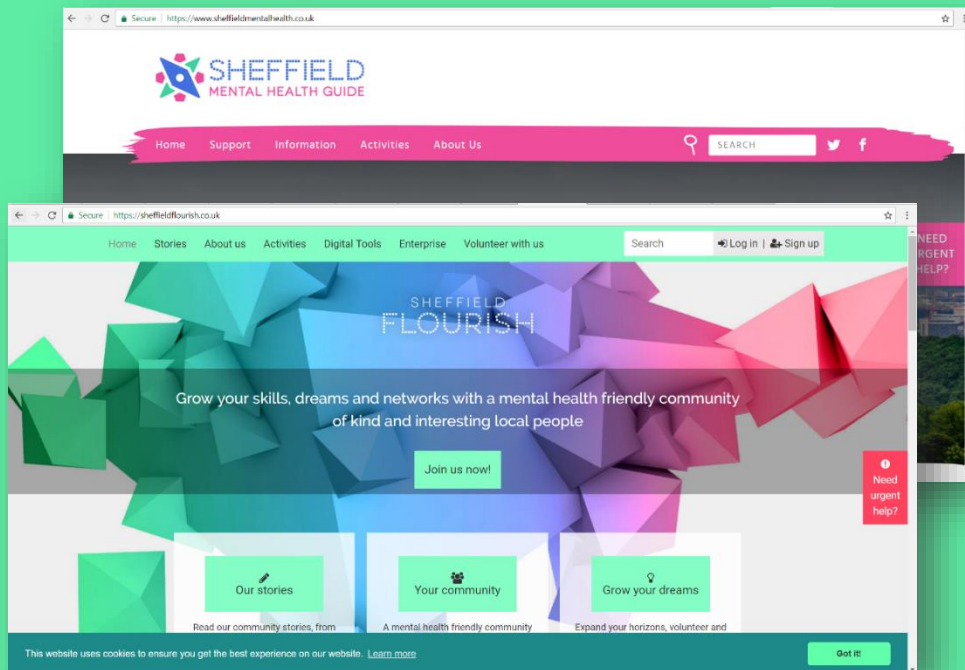 Secure | https://www.sheffieldmentalhealth.co.uk
SHEFFIELD
MENTAL HEALTH GUIDE
Home Support Information Activities About Us SEARCH
NEED
URGENT
HELP?
Secure | https://sheffieldflourish.co.uk
Home Stories About us Activities Digital Tools Enterprise Volunteer with us Search Log in | Sign up
SHEFFIELD
FLOURISH
Grow your skills, dreams and networks with a mental health friendly community
of kind and interesting local people
Join us now!
Need
urgent
help?
Our stories
Your community
Grow your dreams
Read our community stories, from
A mental health friendly community
Expand your horizons, volunteer and
This website uses cookies to ensure you get the best experience on our website. Learn more Got it!